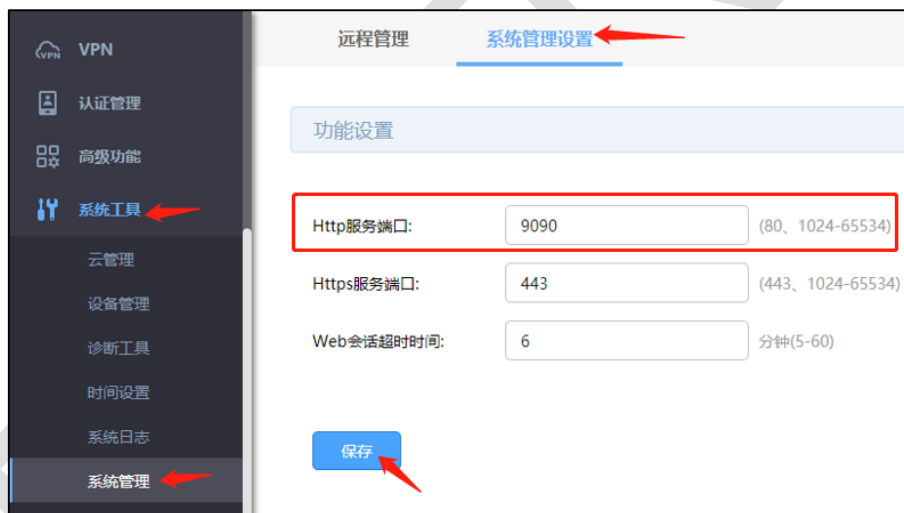 VPN VPN
认证管理
高级功能
系统工具
云管理
设备管理
诊断工具
时间设置
系统日志
系统管理
远程管理 系统管理设置
功能设置
Http服务端口: 9090 (80、1024-65534)
Https服务端口: 443 (443、1024-65534)
Web会话超时时间: 6 分钟(5-60)
保存